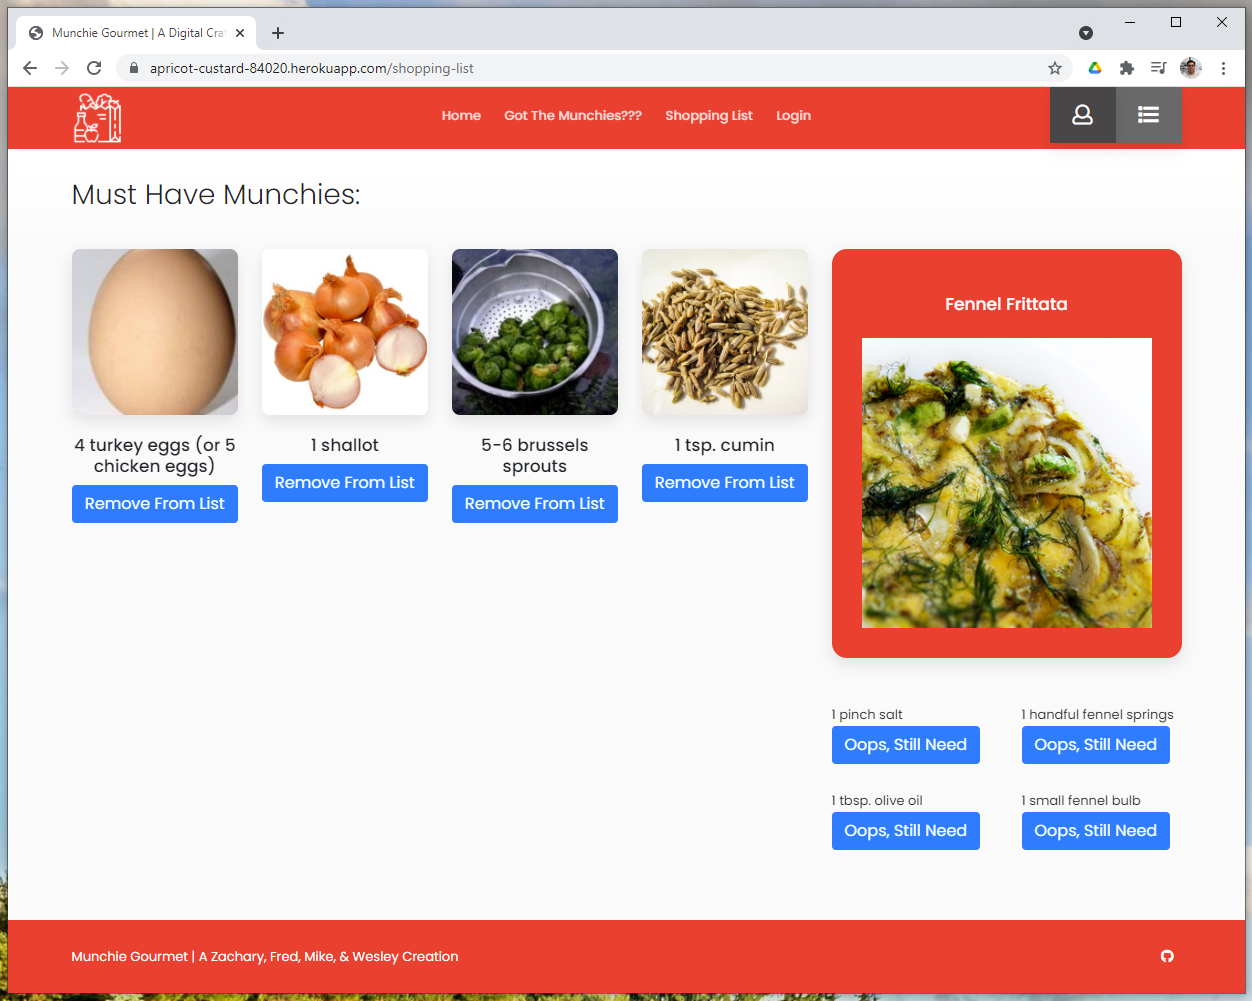 Munchie Gourmet | A Digital Cra
apricot-custard-84020.herokuapp.com/shopping-list
Home
Got The Munchies???
Shopping List
Login
Must Have Munchies:
4 turkey eggs (or 5
chicken eggs)
Remove From List
1 shallot
Remove From List
5-6 brussels
sprouts
Remove From List
1 tsp. cumin
Remove From List
Fennel Frittata
1 pinch salt
Oops, Still Need
1 handful fennel springs
Oops, Still Need
1 tbsp. olive oil
Oops, Still Need
1 small fennel bulb
Oops, Still Need
Munchie Gourmet | A Zachary, Fred, Mike, & Wesley Creation